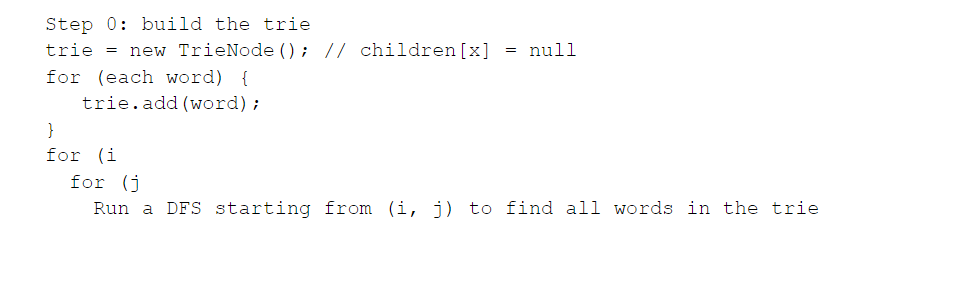 Step 0: build the trie
trie = new TrieNode(); // children[x] = null
for (each word) {
   trie.add(word);
}
for (i
  for (j
    Run a DFS starting from (i, j) to find all words in the trie